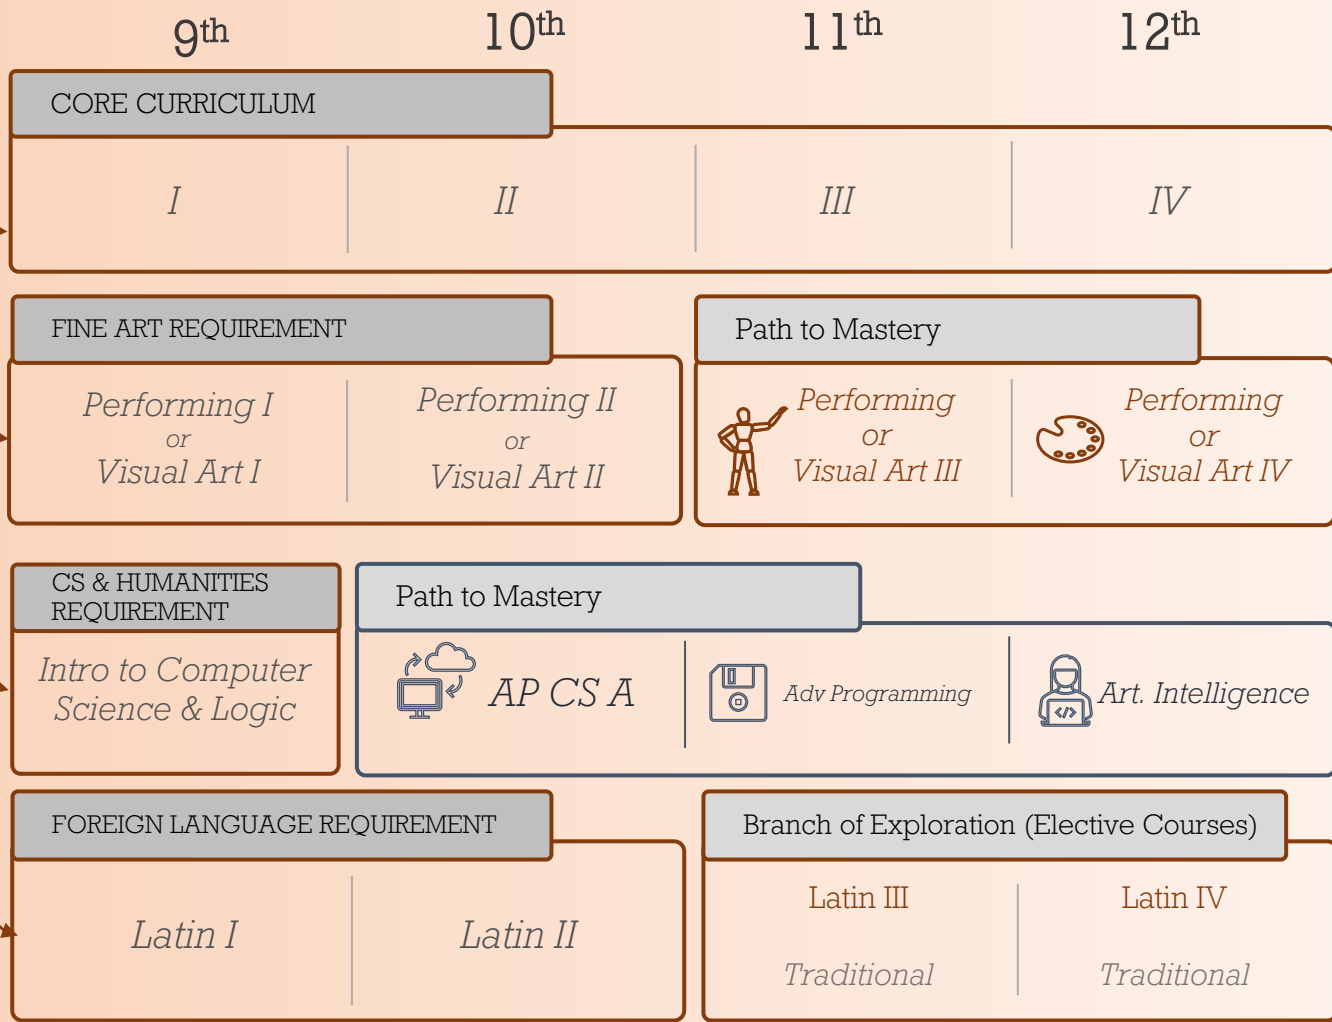 9th 10th 11th 12th
CORE CURRICULUM
I II III IV
FINE ART REQUIREMENT
Performing I
or
Visual Art I
Performing II
or
Visual Art II
Path to Mastery
Performing
or
Visual Art III
Performing
or
Visual Art IV
CS & HUMANITIES
REQUIREMENT
Intro to Computer
Science & Logic
Path to Mastery
AP CS A
Adv Programming
</>
Art. Intelligence
FOREIGN LANGUAGE REQUIREMENT
Latin I
Latin II
Branch of Exploration (Elective Courses)
Latin III
Traditional
Latin IV
Traditional